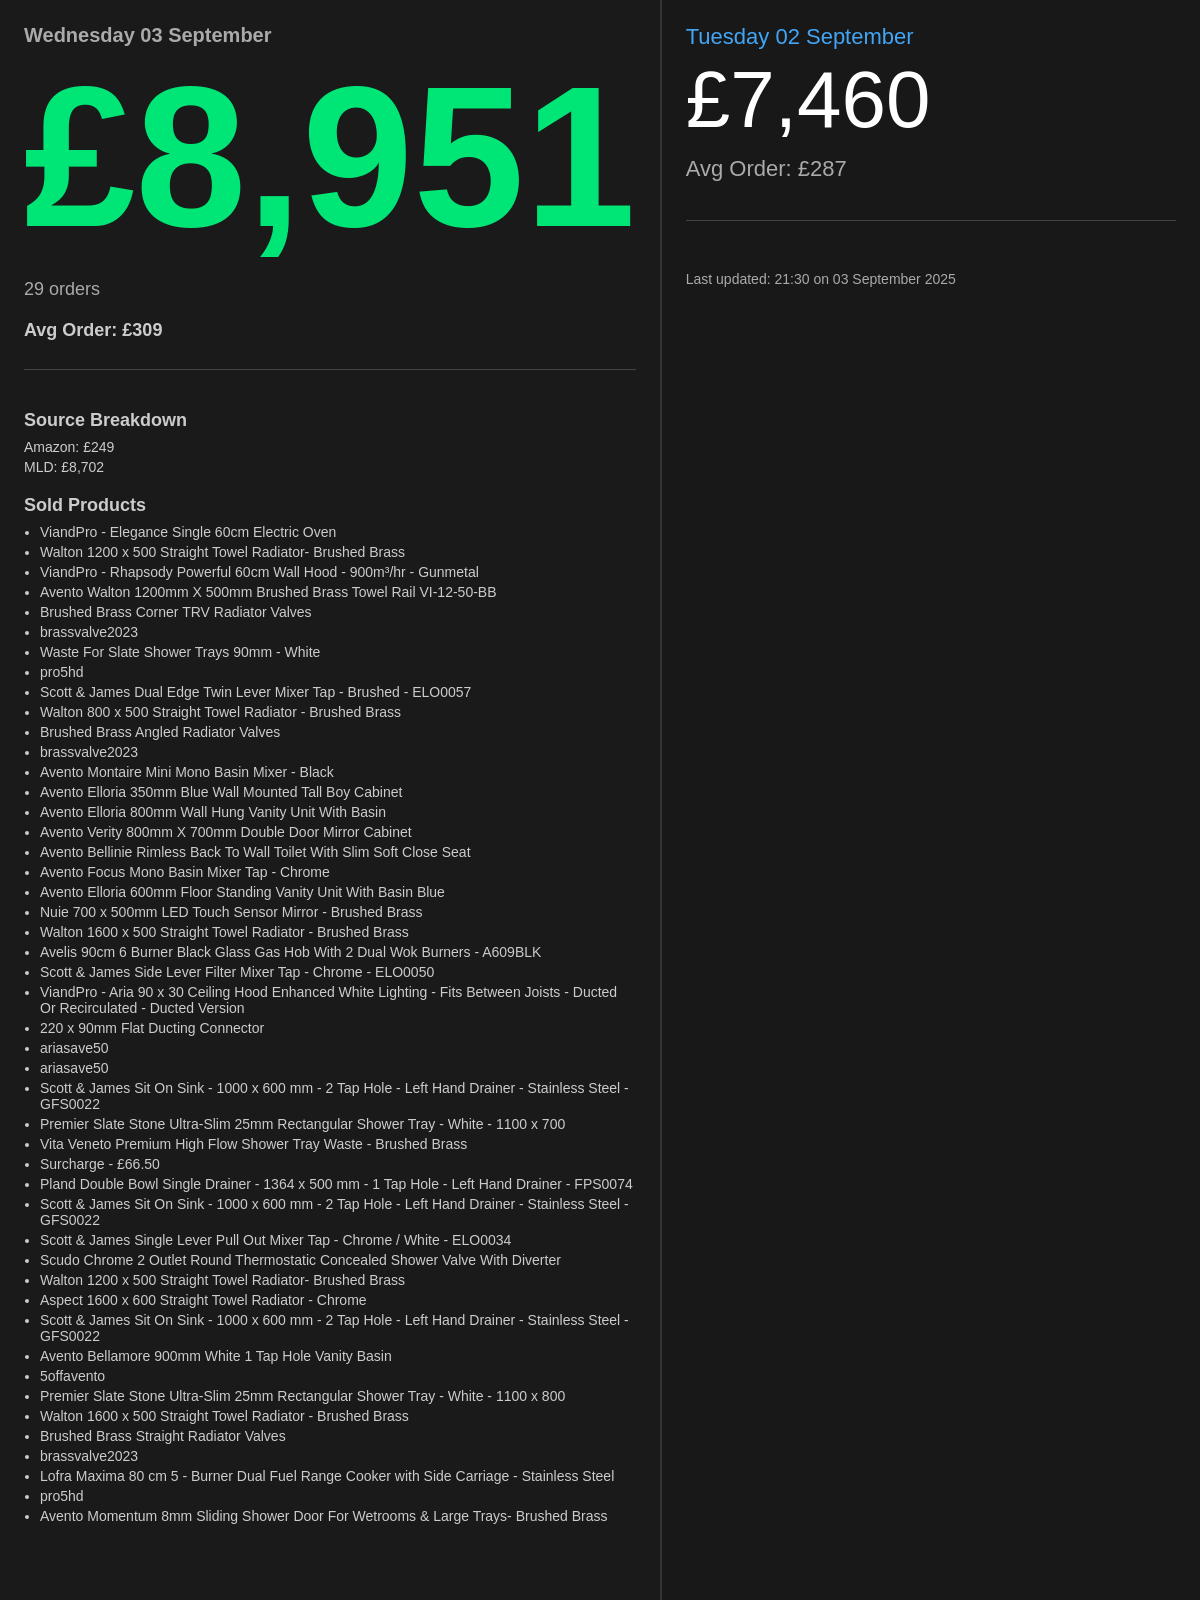 Wednesday 03 September
£8,951
29 orders
Avg Order: £309
Source Breakdown
Amazon: £249
MLD: £8,702
Sold Products
ViandPro - Elegance Single 60cm Electric Oven
Walton 1200 x 500 Straight Towel Radiator- Brushed Brass
ViandPro - Rhapsody Powerful 60cm Wall Hood - 900m³/hr - Gunmetal
Avento Walton 1200mm X 500mm Brushed Brass Towel Rail VI-12-50-BB
Brushed Brass Corner TRV Radiator Valves
brassvalve2023
Waste For Slate Shower Trays 90mm - White
pro5hd
Scott & James Dual Edge Twin Lever Mixer Tap - Brushed - ELO0057
Walton 800 x 500 Straight Towel Radiator - Brushed Brass
Brushed Brass Angled Radiator Valves
brassvalve2023
Avento Montaire Mini Mono Basin Mixer - Black
Avento Elloria 350mm Blue Wall Mounted Tall Boy Cabinet
Avento Elloria 800mm Wall Hung Vanity Unit With Basin
Avento Verity 800mm X 700mm Double Door Mirror Cabinet
Avento Bellinie Rimless Back To Wall Toilet With Slim Soft Close Seat
Avento Focus Mono Basin Mixer Tap - Chrome
Avento Elloria 600mm Floor Standing Vanity Unit With Basin Blue
Nuie 700 x 500mm LED Touch Sensor Mirror - Brushed Brass
Walton 1600 x 500 Straight Towel Radiator - Brushed Brass
Avelis 90cm 6 Burner Black Glass Gas Hob With 2 Dual Wok Burners - A609BLK
Scott & James Side Lever Filter Mixer Tap - Chrome - ELO0050
ViandPro - Aria 90 x 30 Ceiling Hood Enhanced White Lighting - Fits Between Joists - Ducted
Or Recirculated - Ducted Version
220 x 90mm Flat Ducting Connector
ariasave50
ariasave50
Scott & James Sit On Sink - 1000 x 600 mm - 2 Tap Hole - Left Hand Drainer - Stainless Steel -
GFS0022
Premier Slate Stone Ultra-Slim 25mm Rectangular Shower Tray - White - 1100 x 700
Vita Veneto Premium High Flow Shower Tray Waste - Brushed Brass
Surcharge - £66.50
Pland Double Bowl Single Drainer - 1364 x 500 mm - 1 Tap Hole - Left Hand Drainer - FPS0074
Scott & James Sit On Sink - 1000 x 600 mm - 2 Tap Hole - Left Hand Drainer - Stainless Steel -
GFS0022
Scott & James Single Lever Pull Out Mixer Tap - Chrome / White - ELO0034
Scudo Chrome 2 Outlet Round Thermostatic Concealed Shower Valve With Diverter
Walton 1200 x 500 Straight Towel Radiator- Brushed Brass
Aspect 1600 x 600 Straight Towel Radiator - Chrome
Scott & James Sit On Sink - 1000 x 600 mm - 2 Tap Hole - Left Hand Drainer - Stainless Steel -
GFS0022
Avento Bellamore 900mm White 1 Tap Hole Vanity Basin
5offavento
Premier Slate Stone Ultra-Slim 25mm Rectangular Shower Tray - White - 1100 x 800
Walton 1600 x 500 Straight Towel Radiator - Brushed Brass
Brushed Brass Straight Radiator Valves
brassvalve2023
Lofra Maxima 80 cm 5 - Burner Dual Fuel Range Cooker with Side Carriage - Stainless Steel
pro5hd
Avento Momentum 8mm Sliding Shower Door For Wetrooms & Large Trays- Brushed Brass
Tuesday 02 September
£7,460
Avg Order: £287
Last updated: 21:30 on 03 September 2025